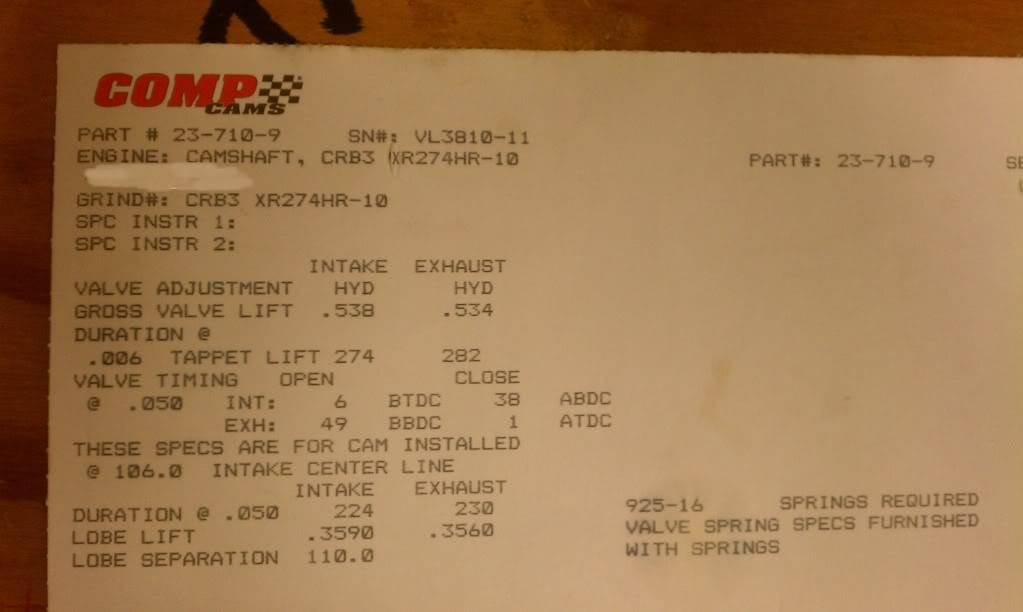 COMP
CAMS
PART # 23-710-9 SN#: VL3810-11
ENGINE: CAMSHAFT, CRB3 XR274HR-10 PART#: 23-710-9 SE
GRIND#: CRB3 XR274HR-10
SPC INSTR 1:
SPC INSTR 2:
INTAKE EXHAUST
VALVE ADJUSTMENT HYD HYD
GROSS VALVE LIFT .538 .534
DURATION @
.006 TAPPET LIFT 274 282
VALVE TIMING OPEN CLOSE
@ .050 INT: 6 BTDC 38 ABDC
EXH: 49 BBDC 1 ATDC
THESE SPECS ARE FOR CAM INSTALLED
@ 106.0 INTAKE CENTER LINE
INTAKE EXHAUST
DURATION @ .050 224 230
LOBE LIFT .3590 .3560
LOBE SEPARATION 110.0
925-16 SPRINGS REQUIRED
VALVE SPRING SPECS FURNISHED
WITH SPRINGS